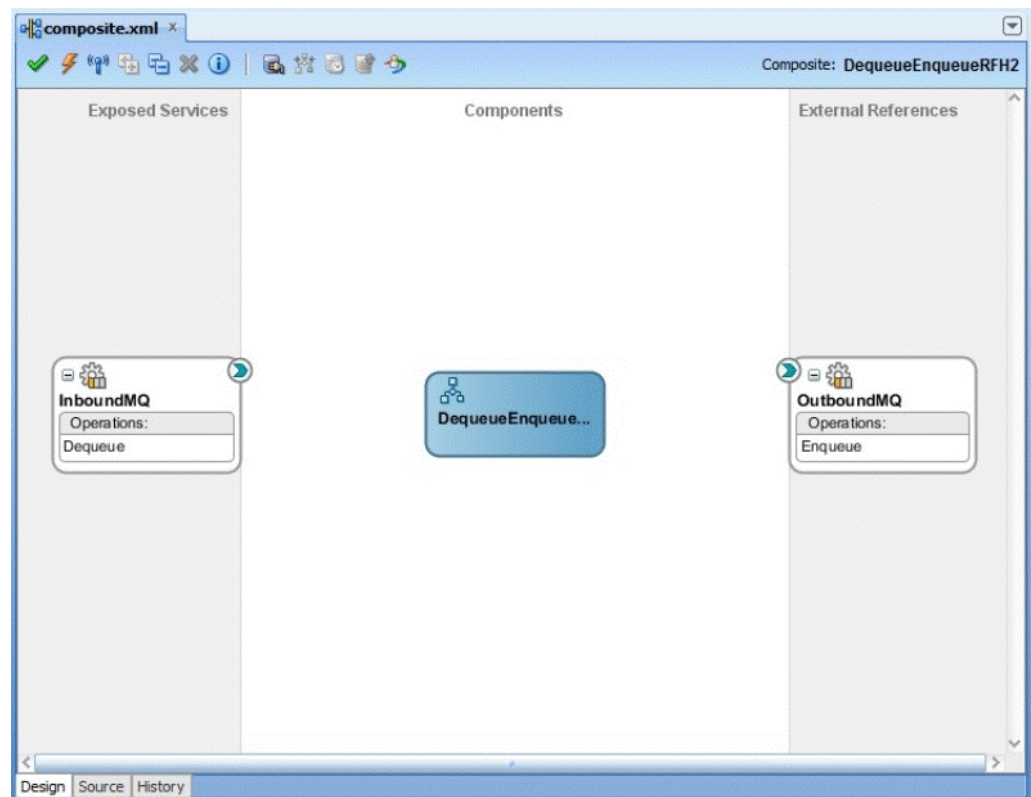 composite.xml
Composite: DequeueEnqueueRFH2
Exposed Services
Components
External References
InboundMQ
Operations:
Dequeue
DequeueEnqueue...
OutboundMQ
Operations:
Enqueue
Design Source History